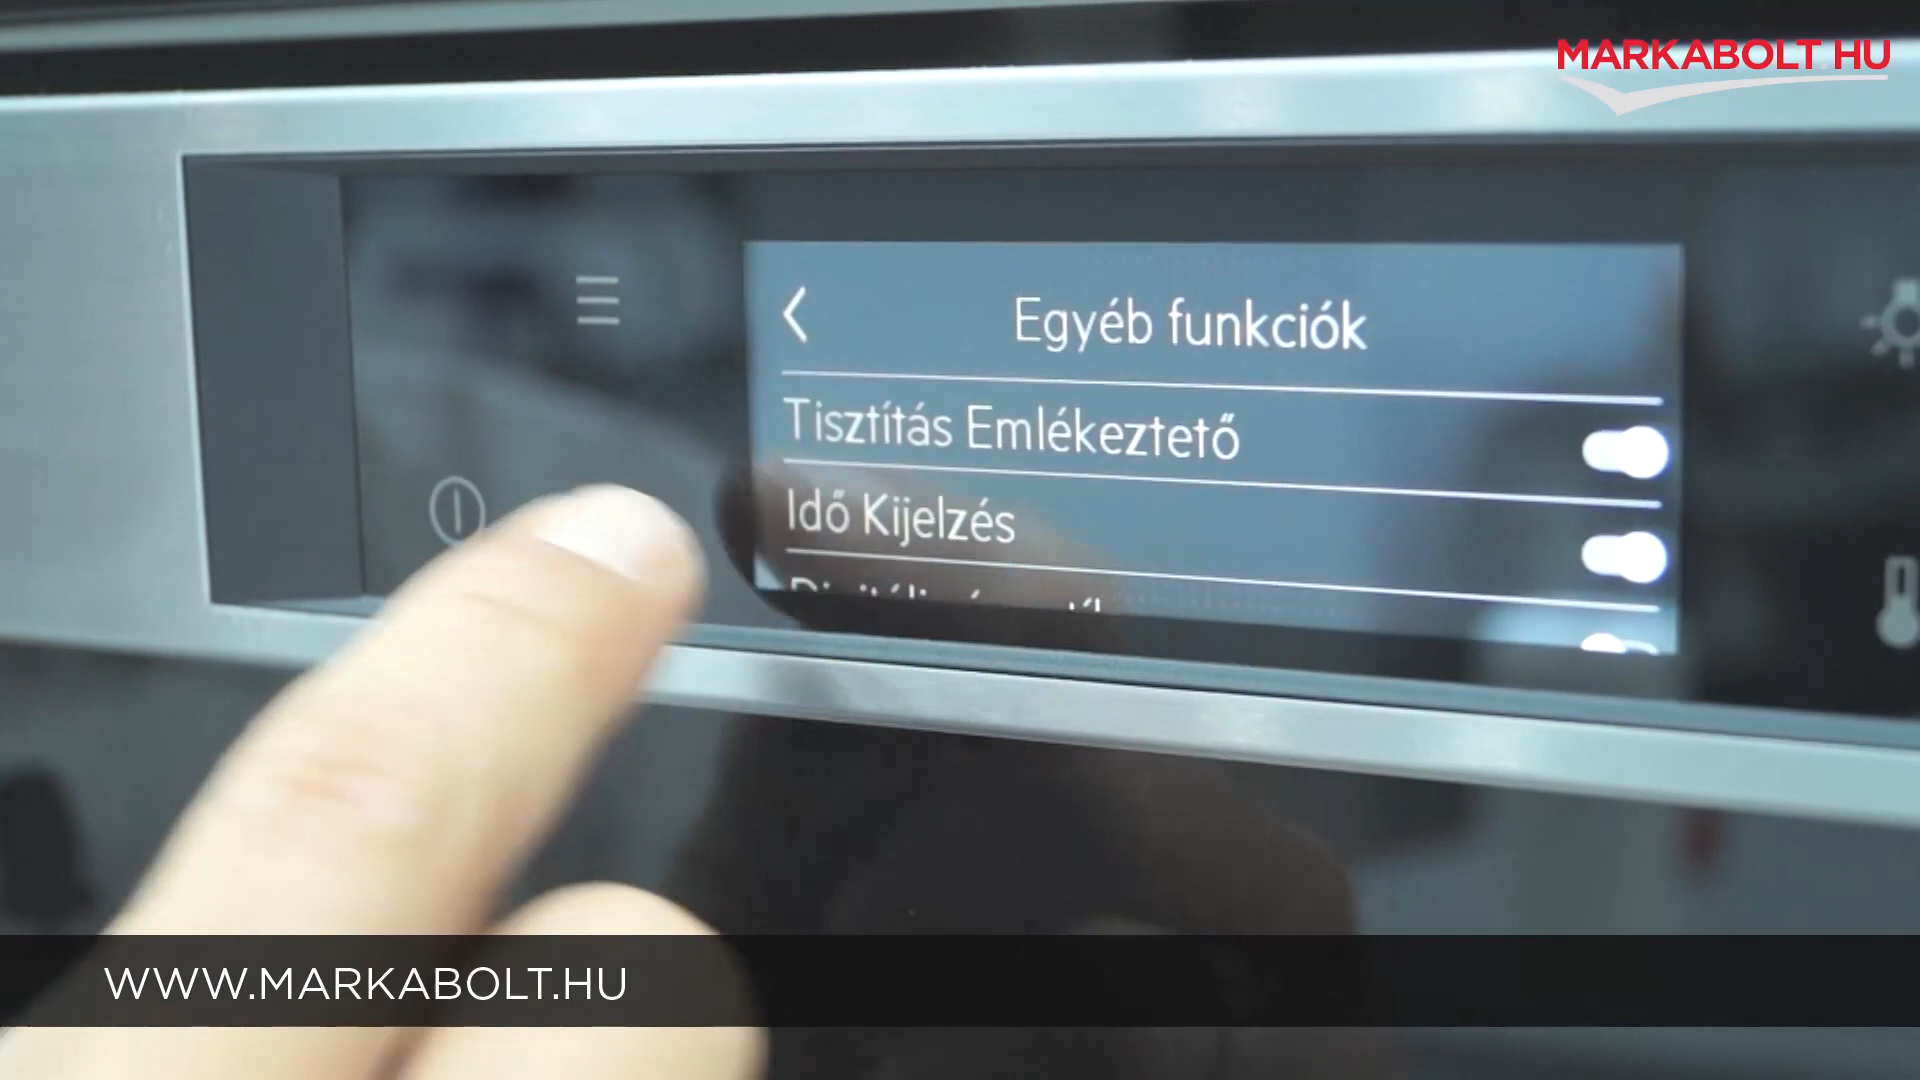 MARKABOLT.HU
Egyéb funkciók
Tisztítás Emlékeztető
Idő Kijelzés
WWW.MARKABOLT.HU